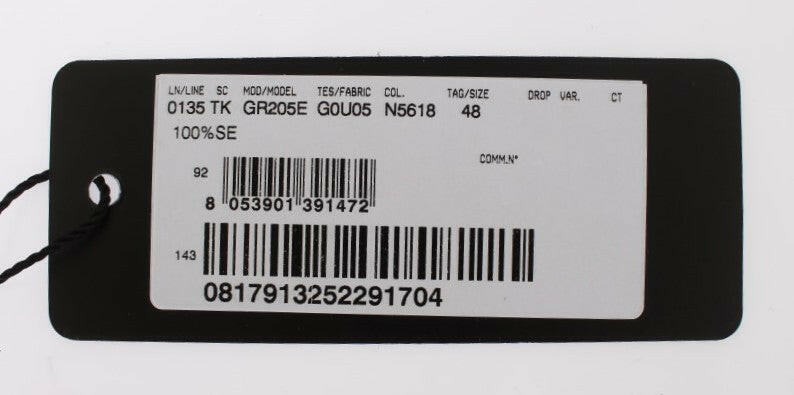 LN/LINE SC MOD/MODEL TES/FABRIC COL. TAG/SIZE DROP VAR. CT
0135 TK GR205E G0U05 N5618 48
100%SE
COMM.N°
92
8 053901 391472
143
0817913252291704